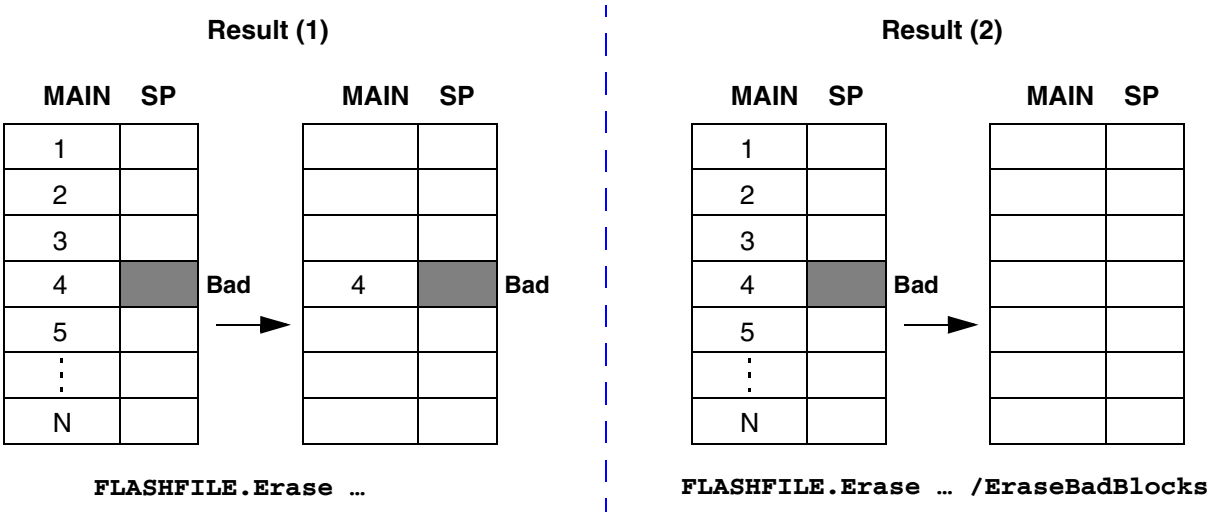 Result (1)
MAIN SP
MAIN SP
1
2
3
4 Bad
4 Bad
5
N
FLASHFILE.Erase …
Result (2)
MAIN SP
MAIN SP
1
2
3
4 Bad
5
N
FLASHFILE.Erase … /EraseBadBlocks